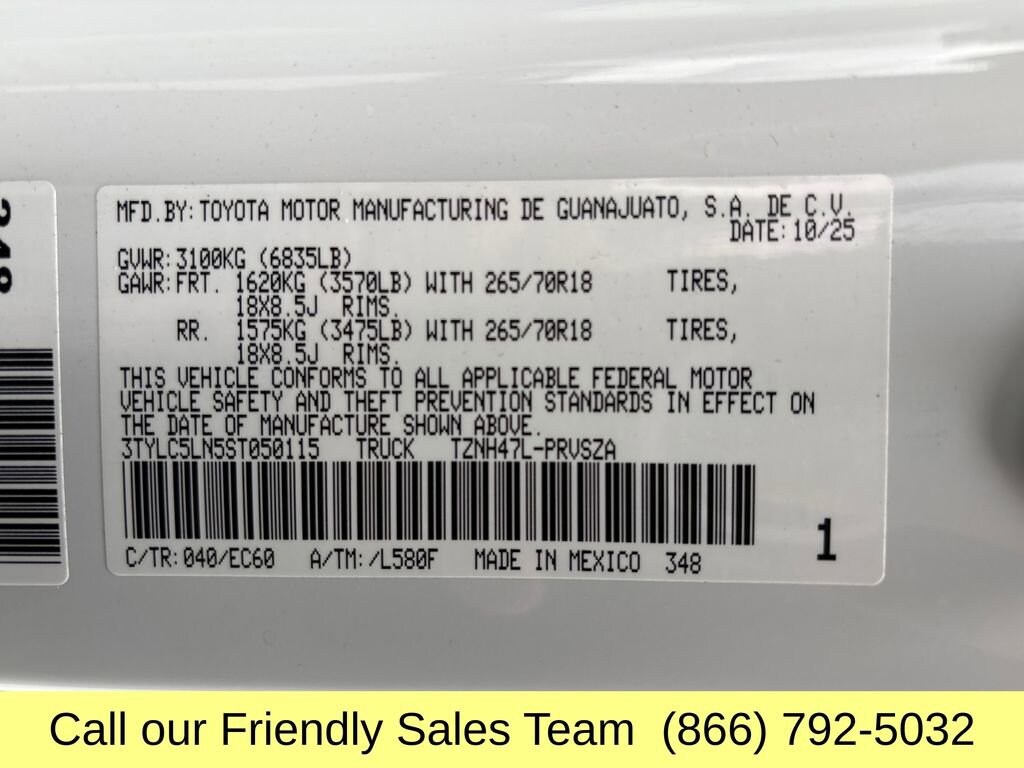 MFD.BY:TOYOTA MOTOR MANUFACTURING DE GUANAJUATO, S.A. DE C.V.
DATE:10/25
GVWR:3100KG (6835LB)
GAWR:FRT. 1620KG (3570LB) WITH 265/70R18 TIRES,
18X8.5J RIMS.
RR. 1575KG (3475LB) WITH 265/70R18 TIRES,
18X8.5J RIMS.
THIS VEHICLE CONFORMS TO ALL APPLICABLE FEDERAL MOTOR
VEHICLE SAFETY AND THEFT PREVENTION STANDARDS IN EFFECT ON
THE DATE OF MANUFACTURE SHOWN ABOVE.
3TYLC5LN5ST050115 TRUCK TZNH47L-PRVSZA
C/TR:040/EC60 A/TM:/L580F MADE IN MEXICO 348
1
348
Call our Friendly Sales Team (866) 792-5032